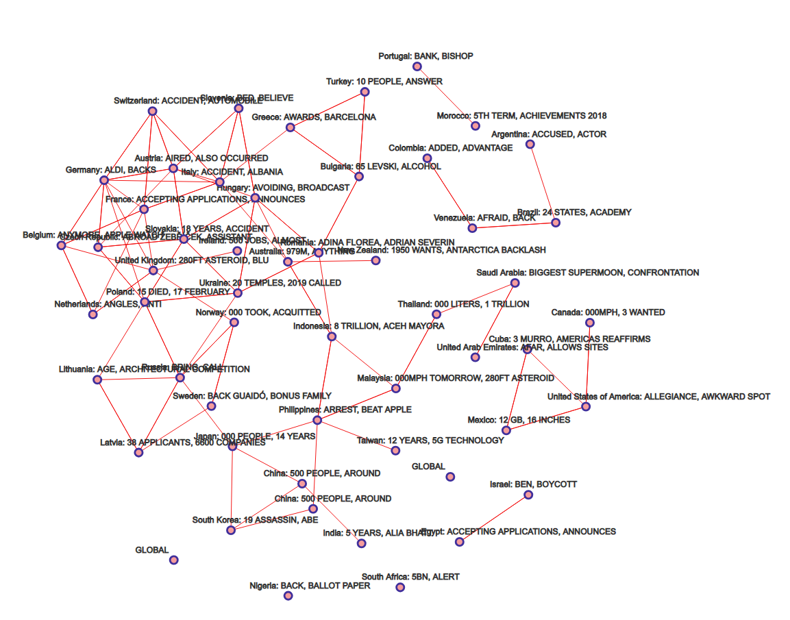 Portugal: BANK, BISHOP
Turkey: 10 PEOPLE, ANSWER
Slovenia: BED, BELIEVE
Switzerland: ACCIDENT, AUTOMOBILE
Greece: AWARDS, BARCELONA
Morocco: 5TH TERM, ACHIEVEMENTS 2018
Argentina: ACCUSED, ACTOR
Colombia: ADDED, ADVANTAGE
Austria: AIRED, ALSO OCCURRED
Bulgaria: 65 LEVSKI, ALCOHOL
Germany: ALDI, BACKS
Italy: ACCIDENT, ALBANIA
Hungary: AVOIDING, BROADCAST
France: ACCEPTING APPLICATIONS, ANNOUNCES
Venezuela: AFRAID, BACK
Brazil: 24 STATES, ACADEMY
Slovakia: 18 YEARS, ACCIDENT
Belgium: ANYMORE,
Czech Republic: ABROAD ASSISTANT
Ireland: 500 JOBS, ALMOST
Romania: ADINA FLOREA, ADRIAN SEVERIN
Australia: 979M, ANYTHING
New Zealand: 1950 WANTS, ANTARCTICA BACKLASH
United Kingdom: 280FT ASTEROID, BLU
Saudi Arabia: BIGGEST SUPERMOON, CONFRONTATION
Ukraine: 20 TEMPLES, 2019 CALLED
Poland: 15 DIED, 17 FEBRUARY
Netherlands: ANGLES, ANTI
Thailand: 000 LITERS, 1 TRILLION
Norway: 000 TOOK, ACQUITTED
Canada: 000MPH, 3 WANTED
Indonesia: 8 TRILLION, ACEH MAYORA
Cuba: 3 MURRO, AMERICAS REAFFIRMS
United Arab Emirates: AFAR, ALLOWS SITES
Russia: BRING, CALL
Lithuania: AGE, ARCHITECTURAL COMPETITION
Malaysia: 000MPH TOMORROW, 280FT ASTEROID
Sweden: BACK GUAIDÓ, BONUS FAMILY
United States of America: ALLEGIANCE, AWKWARD SPOT
Philippines: ARREST, BEAT APPLE
Mexico: 12 GB, 16 INCHES
Japan: 000 PEOPLE, 14 YEARS
Latvia: 38 APPLICANTS, 6600 COMPANIES
Taiwan: 12 YEARS, 5G TECHNOLOGY
GLOBAL
China: 500 PEOPLE, AROUND
Israel: BEN, BOYCOTT
China: 500 PEOPLE, AROUND
South Korea: 19 ASSASSIN, ABE
India: 5 YEARS, ALIA BHATT
Egypt: ACCEPTING APPLICATIONS, ANNOUNCES
GLOBAL
South Africa: 5BN, ALERT
Nigeria: BACK, BALLOT PAPER